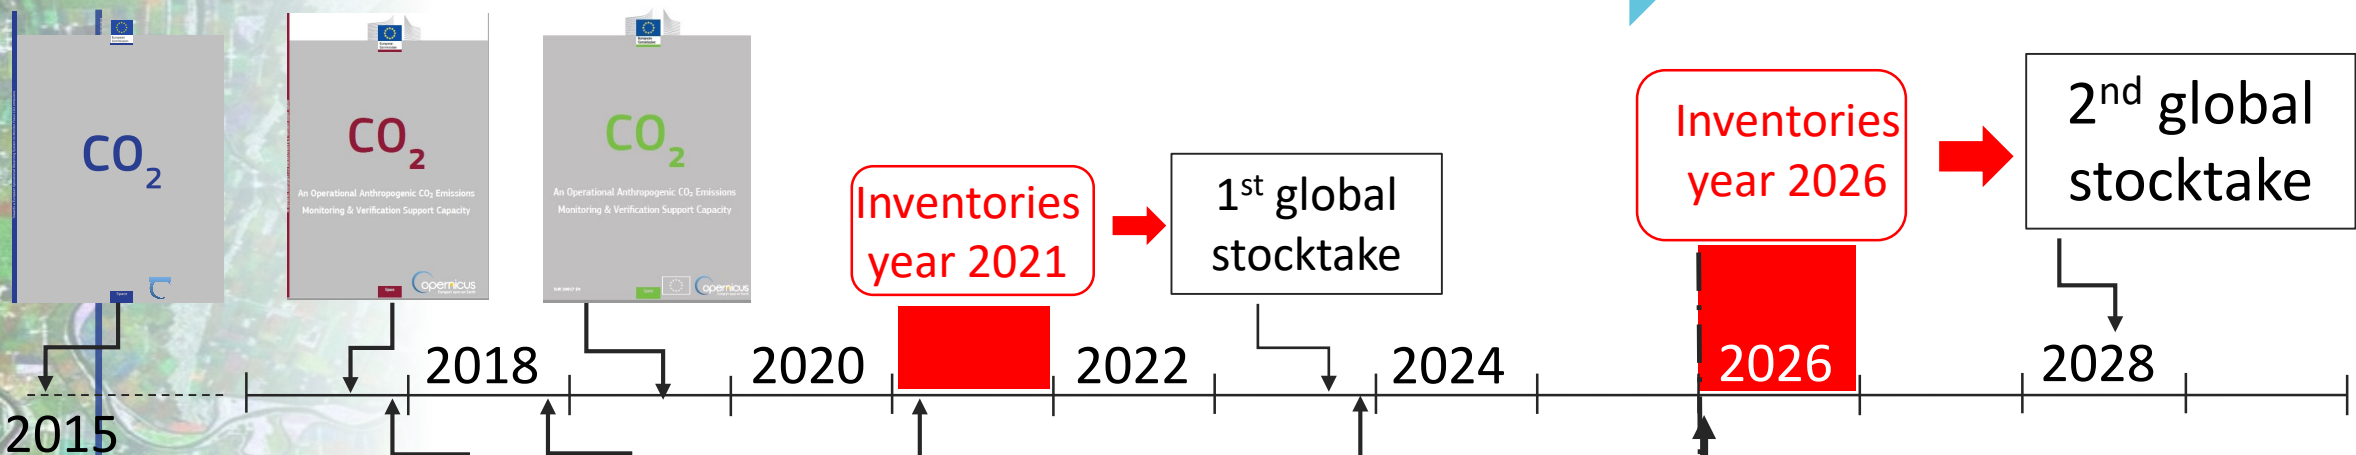 CO2
CO2
An Operational Anthropogenic CO2 Emissions
Monitoring & Verification Support Capacity
opernicus
CO2
An Operational Anthropogenic CO2 Emissions
Monitoring & Verification Support Capacity
opernicus
Inventories
year 2021
1st global
stocktake
Inventories
year 2026
2nd global
stocktake
2015
2018
2020
2022
2024
2026
2028